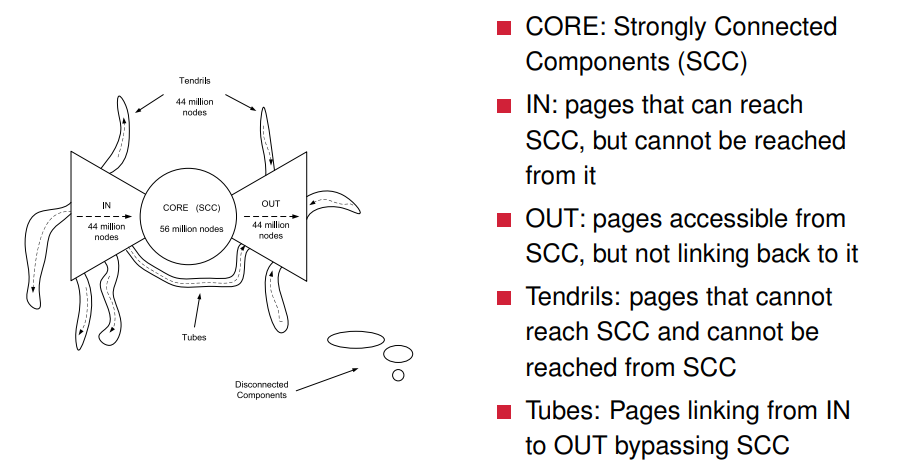 Tendrils
44 million
nodes
IN
44 million
nodes
CORE (SCC)
56 million nodes
OUT
44 million
nodes
Tubes
Disconnected
Components
CORE: Strongly Connected
Components (SCC)
IN: pages that can reach
SCC, but cannot be reached
from it
OUT: pages accessible from
SCC, but not linking back to it
Tendrils: pages that cannot
reach SCC and cannot be
reached from SCC
Tubes: Pages linking from IN
to OUT bypassing SCC